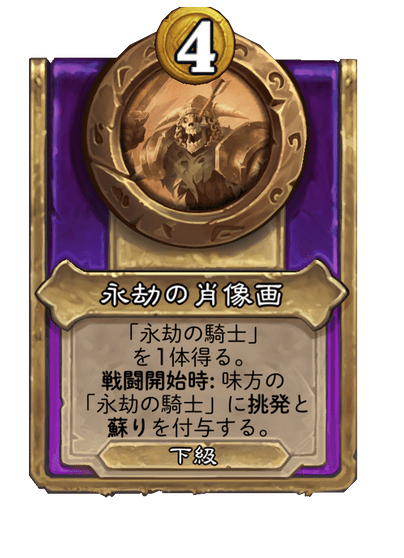 4
永劫の肖像画
「永劫の騎士」
を1体得る。
戦闘開始時: 味方の
「永劫の騎士」に挑発と
蘇りを付与する。
下級